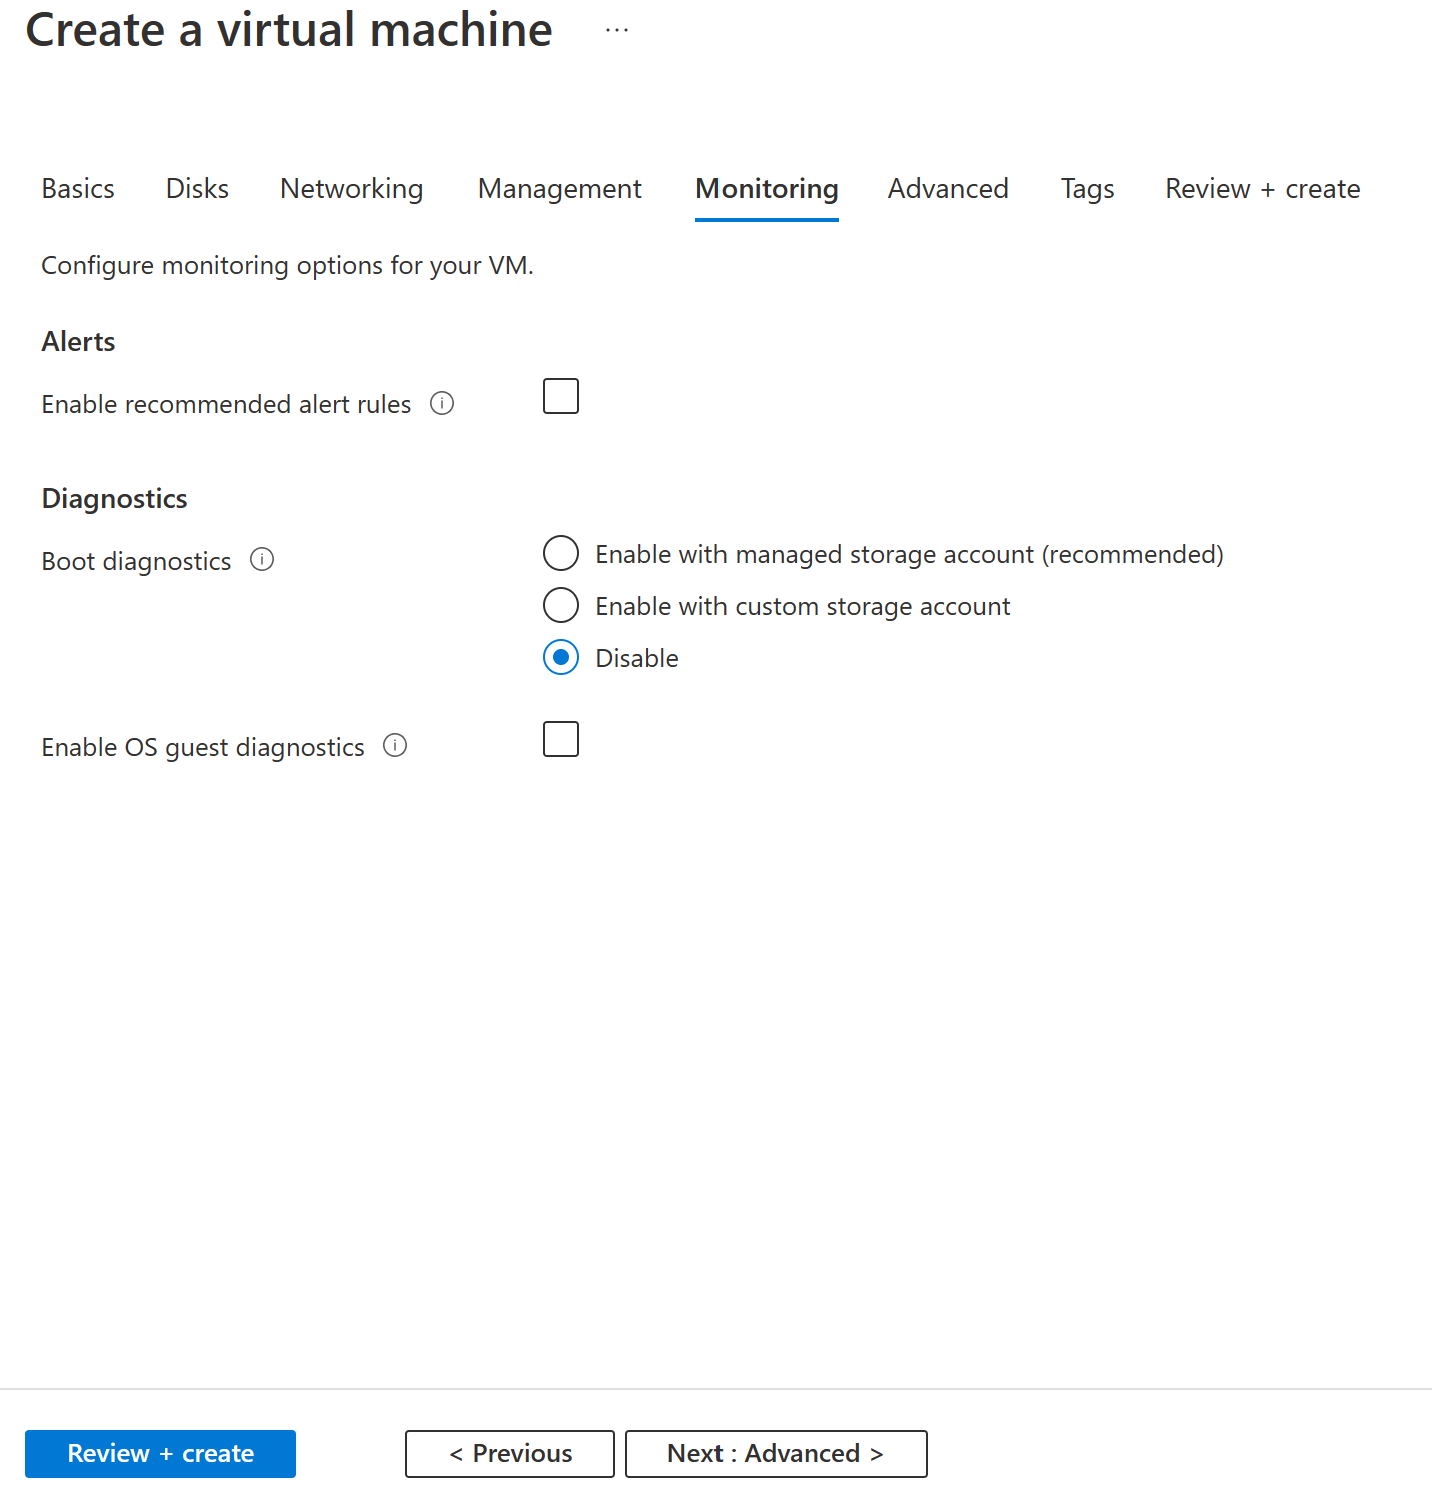 Create a virtual machine ...
Basics Disks Networking Management Monitoring Advanced Tags Review + create
Configure monitoring options for your VM.
Alerts
Enable recommended alert rules
Diagnostics
Boot diagnostics
Enable with managed storage account (recommended)
Enable with custom storage account
Disable
Enable OS guest diagnostics
Review + create < Previous Next : Advanced >